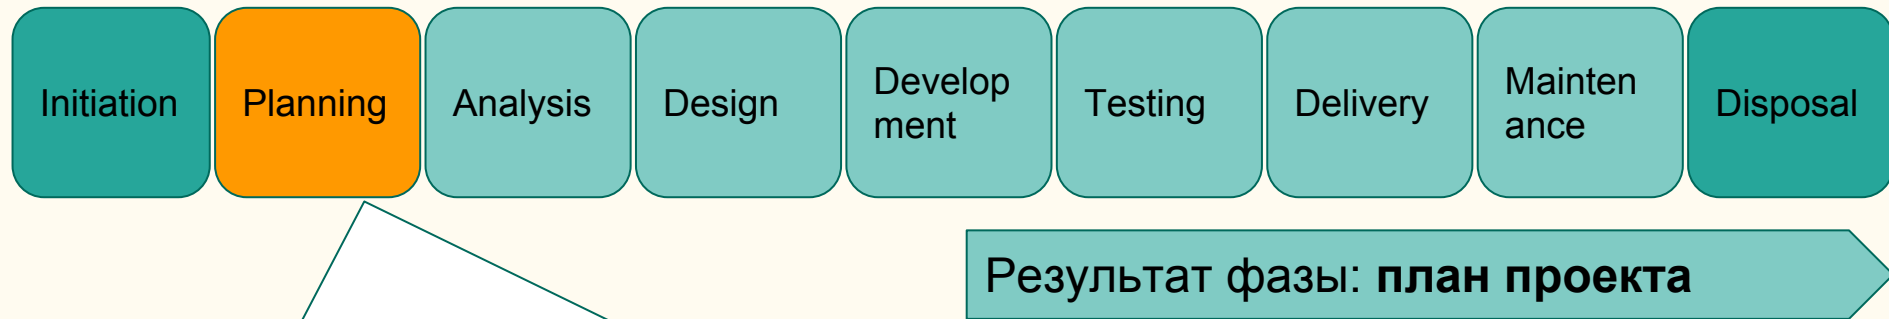 Initiation
Planning
Analysis
Design
Develop
ment
Testing
Delivery
Mainten
ance
Disposal
Результат фазы: план проекта